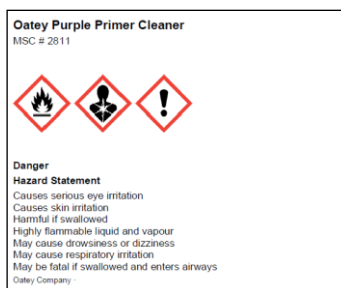 Oatey Purple Primer Cleaner
MSC # 2811
Danger
Hazard Statement
Causes serious eye irritation
Causes skin irritation
Harmful if swallowed
Highly flammable liquid and vapour
May cause drowsiness or dizziness
May cause respiratory irritation
May be fatal if swallowed and enters airways
Oatey Company -